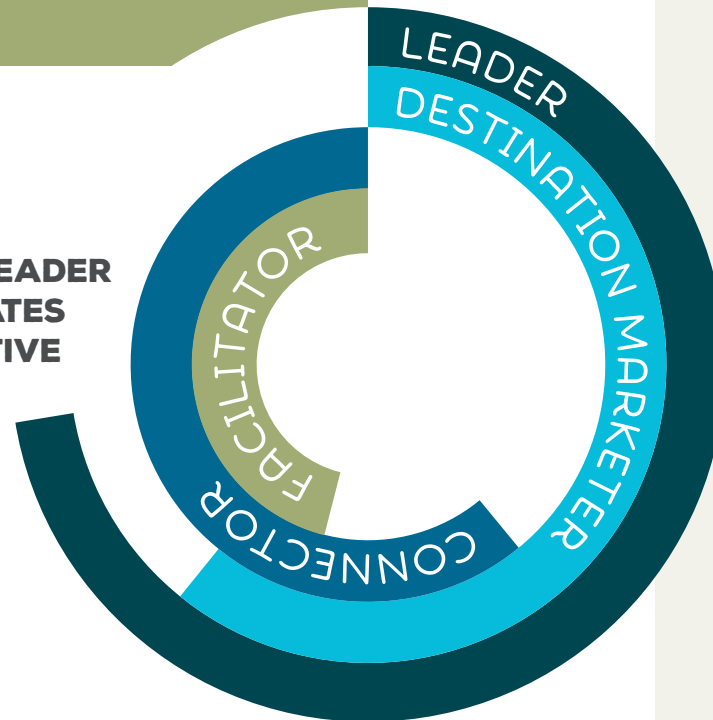 LEADER
DESTINATION MARKETER
EADER
ATES
TIVE
FACILITATOR
CONNECTOR